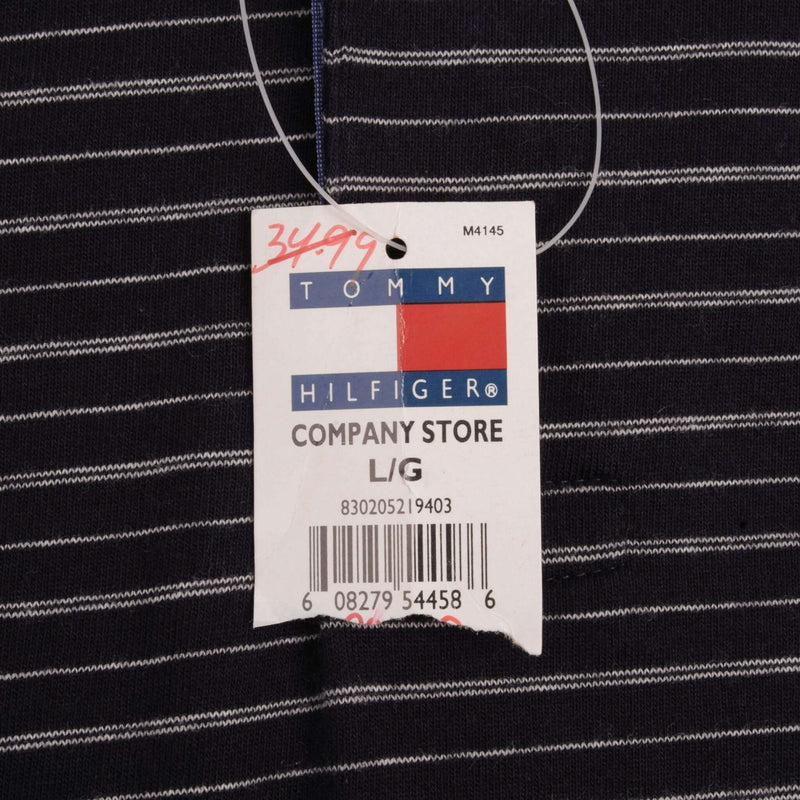 34.99
M4145
TOMMY
HILFIGER®
COMPANY STORE
L/G
830205219403
6 08279 54458 6